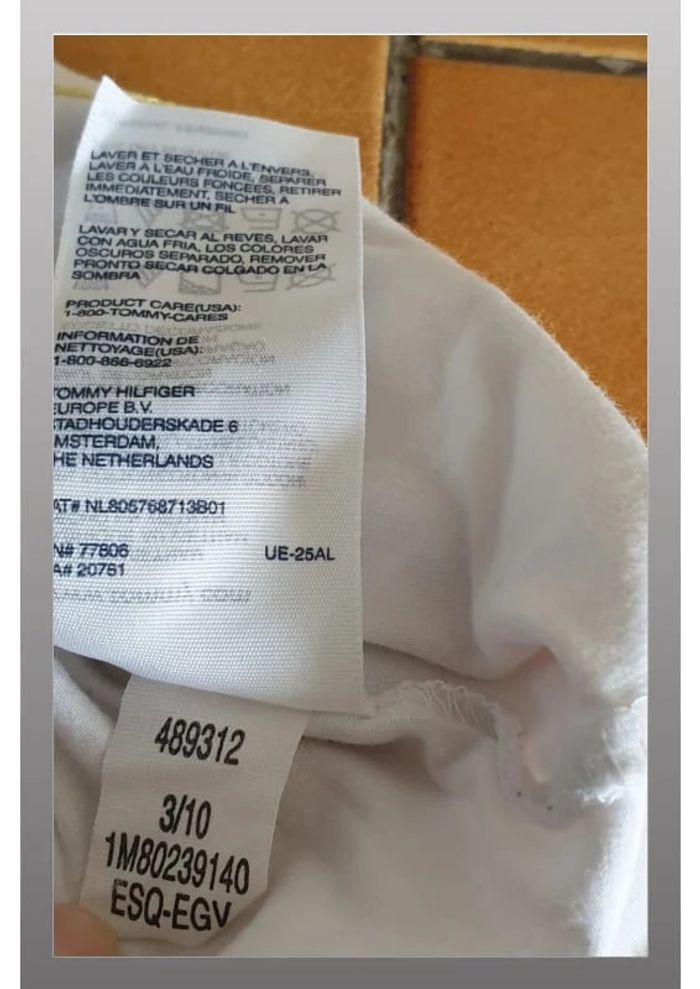 LAVER ET SECHER A L'ENVERS,
LAVER A L'EAU FROIDE, SEPARER
LES COULEURS FONCEES, RETIRER
IMMEDIATEMENT, SECHER A
L'OMBRE SUR UN FIL
LAVAR Y SECAR AL REVES, LAVAR
CON AGUA FRIA, LOS COLORES
OSCUROS SEPARADO, REMOVER
PRONTO SECAR COLGADO EN LA
SOMBRA
PRODUCT CARE(USA):
1-800-TOMMY-CARES
INFORMATION DE
NETTOYAGE(USA):
1-800-866-6922
TOMMY HILFIGER
EUROPE B.V.
STADHOUDERSKADE 6
AMSTERDAM,
THE NETHERLANDS
AT# NL805768713B01
N# 77806 UE-25AL
A# 20761
489312
3/10
1M80239140
ESQ-EGV